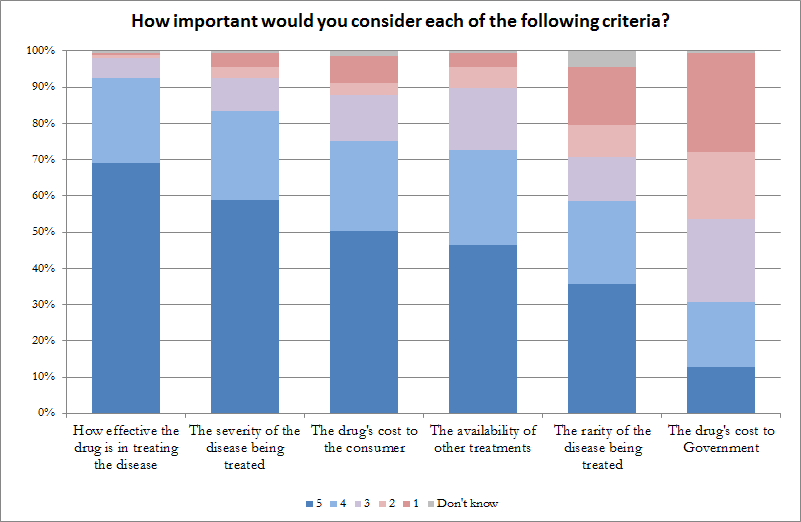 How important would you consider each of the following criteria?
100%
90%
80%
70%
60%
50%
40%
30%
20%
10%
0%
How effective the
drug is in treating
the disease
The severity of the
disease being
treated
The drug's cost to
the consumer
The availability of
other treatments
The rarity of the
disease being
treated
The drug's cost to
Government
5 4 3 2 1 Don't know